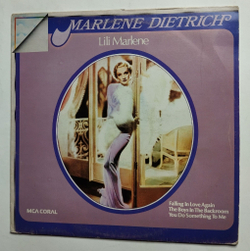 MARLENE DIETRICH
Lili Marlene
Falling In Love Again
The Boys In The Backroom
You Do Something To Me
MCA CORAL